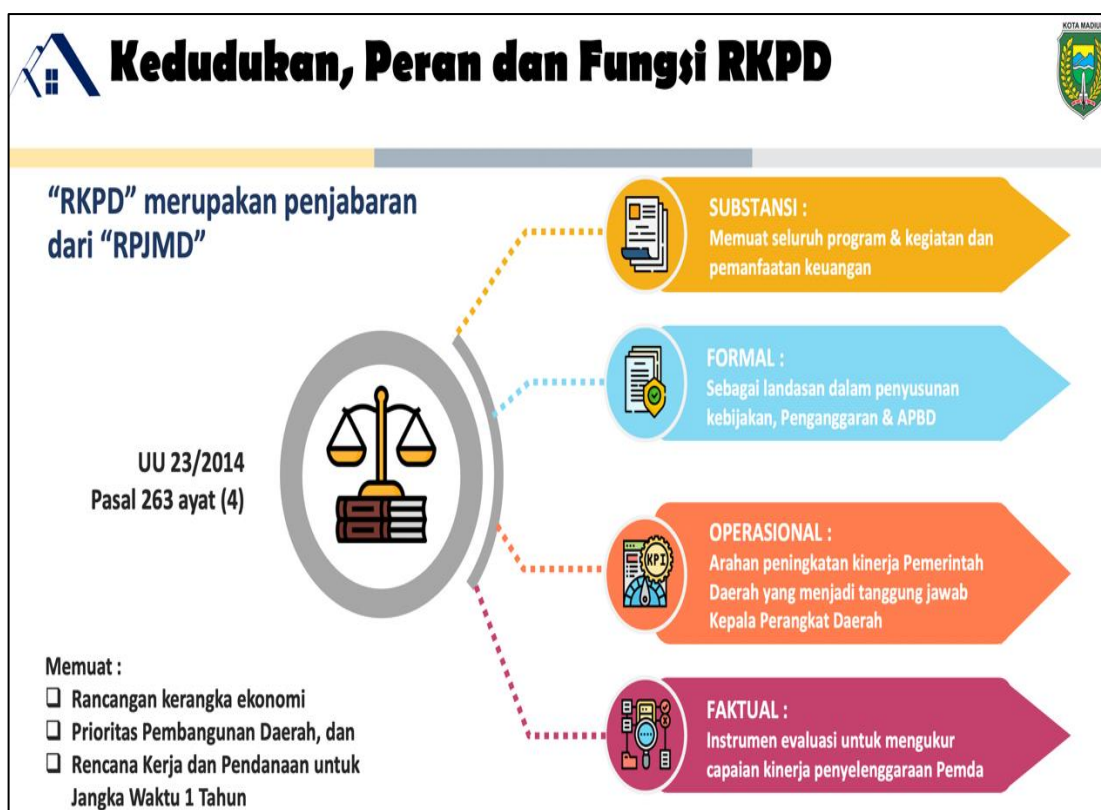 KOTA MADIUN
Kedudukan, Peran dan Fungsi RKPD
“RKPD” merupakan penjabaran
dari “RPJMD”
UU 23/2014
Pasal 263 ayat (4)
Memuat :
❑ Rancangan kerangka ekonomi
❑ Prioritas Pembangunan Daerah, dan
❑ Rencana Kerja dan Pendanaan untuk
Jangka Waktu 1 Tahun
SUBSTANSI :
Memuat seluruh program & kegiatan dan
pemanfaatan keuangan
FORMAL :
Sebagai landasan dalam penyusunan
kebijakan, Penganggaran & APBD
KPI
OPERASIONAL :
Arahan peningkatan kinerja Pemerintah
Daerah yang menjadi tanggung jawab
Kepala Perangkat Daerah
FAKTUAL :
Instrumen evaluasi untuk mengukur
capaian kinerja penyelenggaraan Pemda